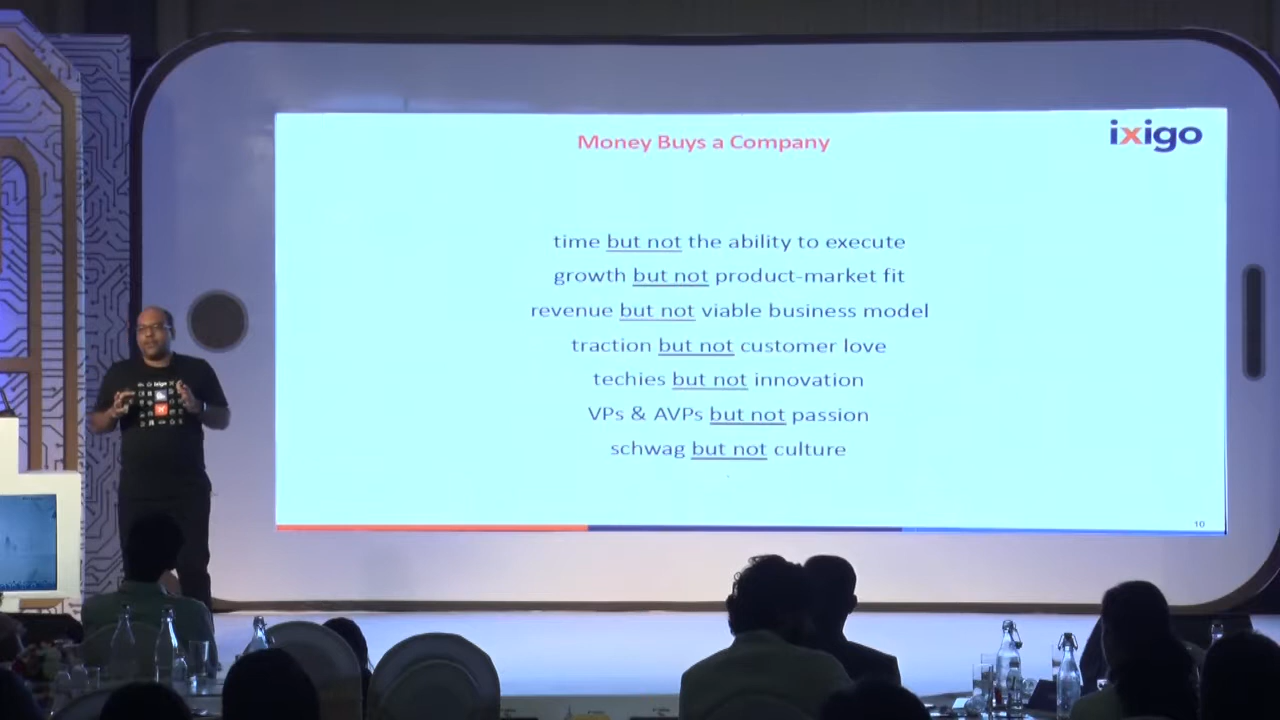 Money Buys a Company
ixigo
time but not the ability to execute
growth but not product-market fit
revenue but not viable business model
traction but not customer love
techies but not innovation
VPs & AVPs but not passion
schwag but not culture
10
ixigo